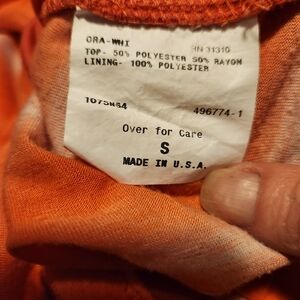 ORA-WHI RN 31310
TOP- 50% POLYESTER 50% RAYON
LINING- 100% POLYESTER
1075H64 496774-1
Over for Care
S
MADE IN U.S.A.